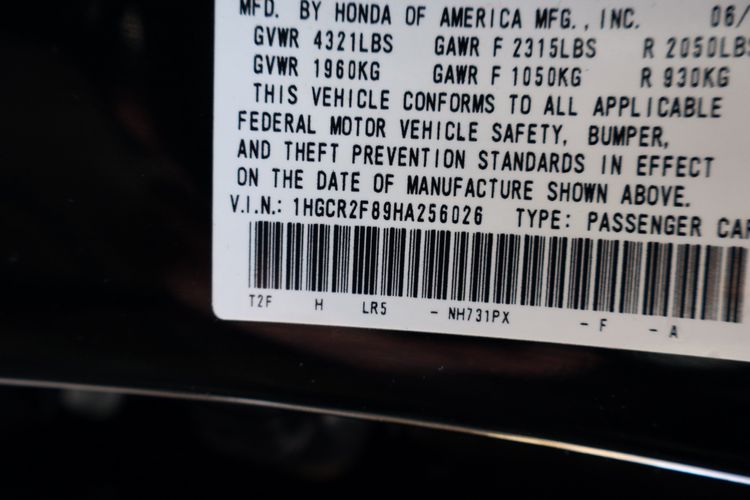 MFD. BY HONDA OF AMERICA MFG., INC. 06/
GVWR 4321LBS GAWR F 2315LBS R 2050LBS
GVWR 1960KG GAWR F 1050KG R 930KG
THIS VEHICLE CONFORMS TO ALL APPLICABLE
FEDERAL MOTOR VEHICLE SAFETY, BUMPER,
AND THEFT PREVENTION STANDARDS IN EFFECT
ON THE DATE OF MANUFACTURE SHOWN ABOVE.
V.I.N.: 1HGCR2F89HA256026 TYPE: PASSENGER CAR
T2F H LR5 - NH731PX - F - A